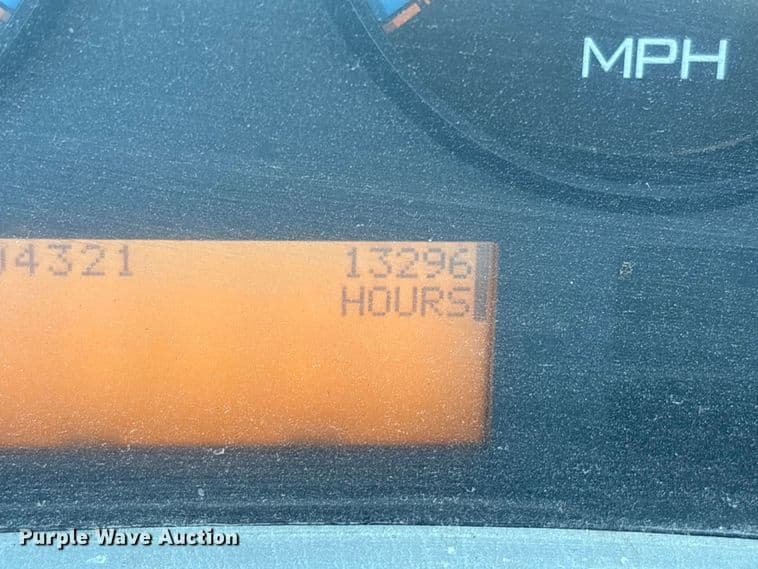 MPH
4321 13296
HOURS
Purple Wave Auction